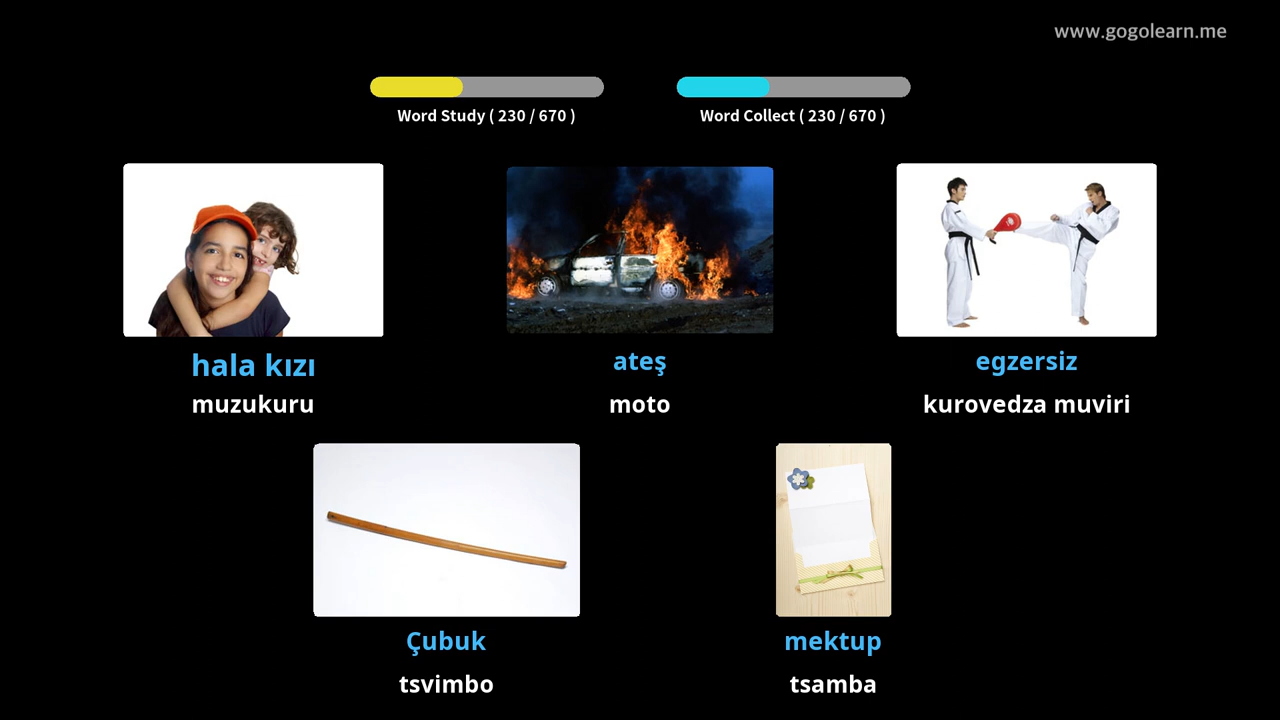 www.gogolearn.me
Word Study ( 230 / 670 )
Word Collect ( 230 / 670 )
hala kızı
muzukuru
ateş
moto
egzersiz
kurovedza muviri
Çubuk
tsvimbo
mektup
tsamba